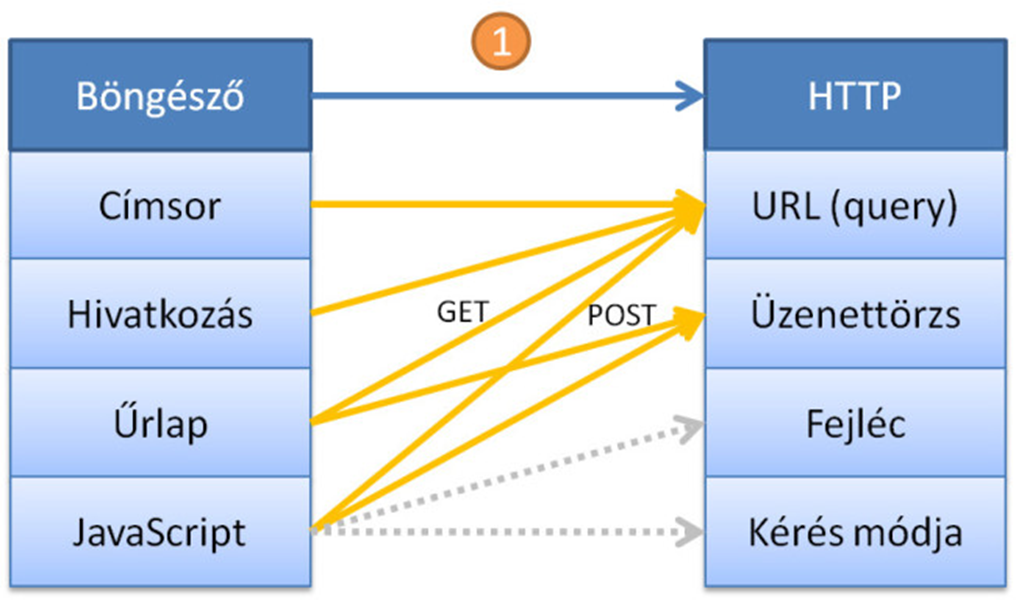 1
Böngésző
HTTP
Címsor
URL (query)
Hivatkozás
GET
POST
Üzenettörzs
Űrlap
Fejléc
JavaScript
Kérés módja